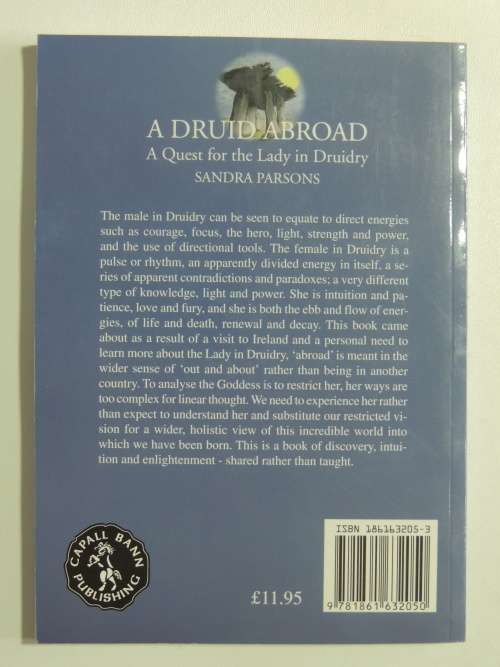 A DRUID ABROAD
A Quest for the Lady in Druidry
SANDRA PARSONS
The male in Druidry can be seen to equate to direct energies
such as courage, focus, the hero, light, strength and power,
and the use of directional tools. The female in Druidry is a
pulse or rhythm, an apparently divided energy in itself, a se-
ries of apparent contradictions and paradoxes; a very different
type of knowledge, light and power. She is intuition and pa-
tience, love and fury, and she is both the ebb and flow of ener-
gies, of life and death, renewal and decay. This book came
about as a result of a visit to Ireland and a personal need to
learn more about the Lady in Druidry, ‘abroad’ is meant in the
wider sense of ‘out and about’ rather than being in another
country. To analyse the Goddess is to restrict her, her ways are
too complex for linear thought. We need to experience her rather
than expect to understand her and substitute our restricted vi-
sion for a wider, holistic view of this incredible world into
which we have been born. This is a book of discovery, intui-
tion and enlightenment - shared rather than taught.
CAPALL BANN
PUBLISHING
£11.95
ISBN 186163205-3
9 781861 632050